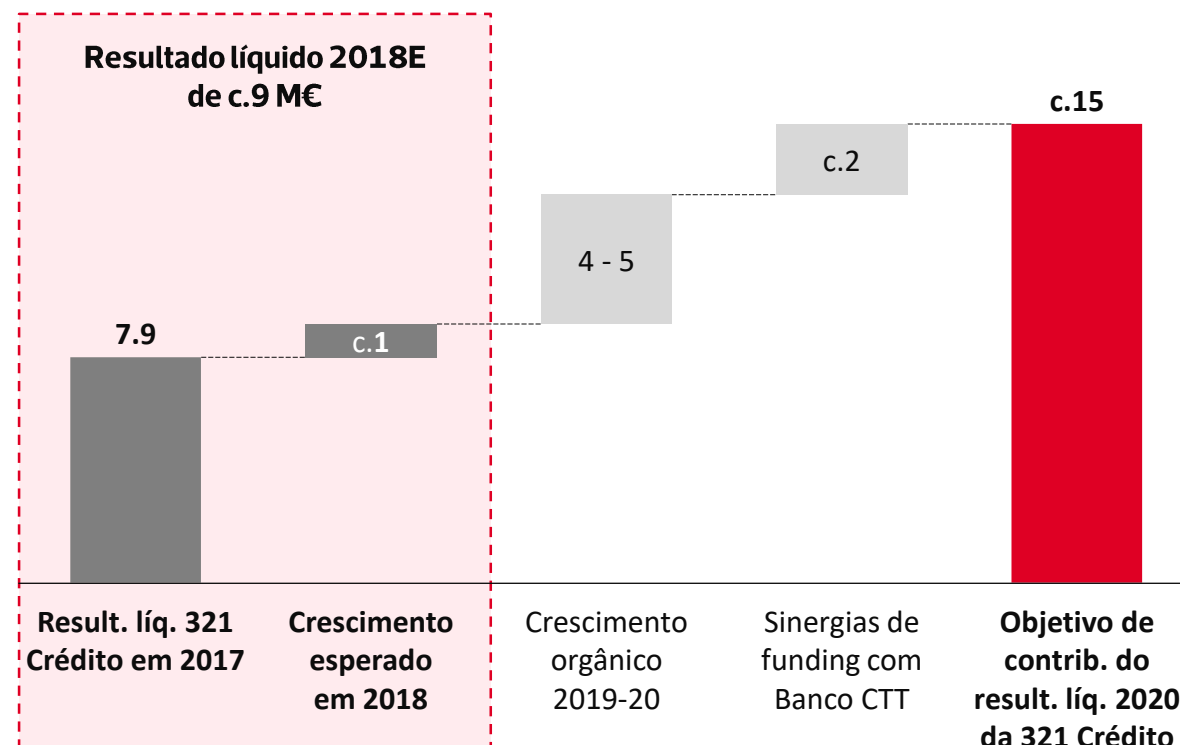 Resultado líquido 2018E
de c.9 M€
c.15
c.2
4 - 5
7.9
c.1
Result. líq. 321
Crédito em 2017
Crescimento
esperado
em 2018
Crescimento
orgânico
2019-20
Sinergias de
funding com
Banco CTT
Objetivo de
contrib. do
result. líq. 2020
da 321 Crédito